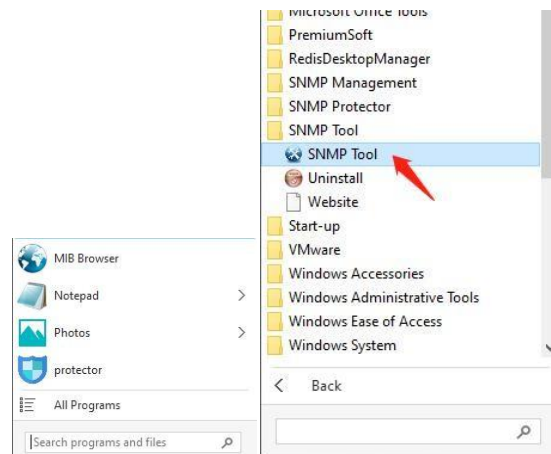 MIB Browser
Notepad
Photos
protector
All Programs
Search programs and files
Microsoft Office Tools
PremiumSoft
RedisDesktopManager
SNMP Management
SNMP Protector
SNMP Tool
SNMP Tool
Uninstall
Website
Start-up
VMware
Windows Accessories
Windows Administrative Tools
Windows Ease of Access
Windows System
Back